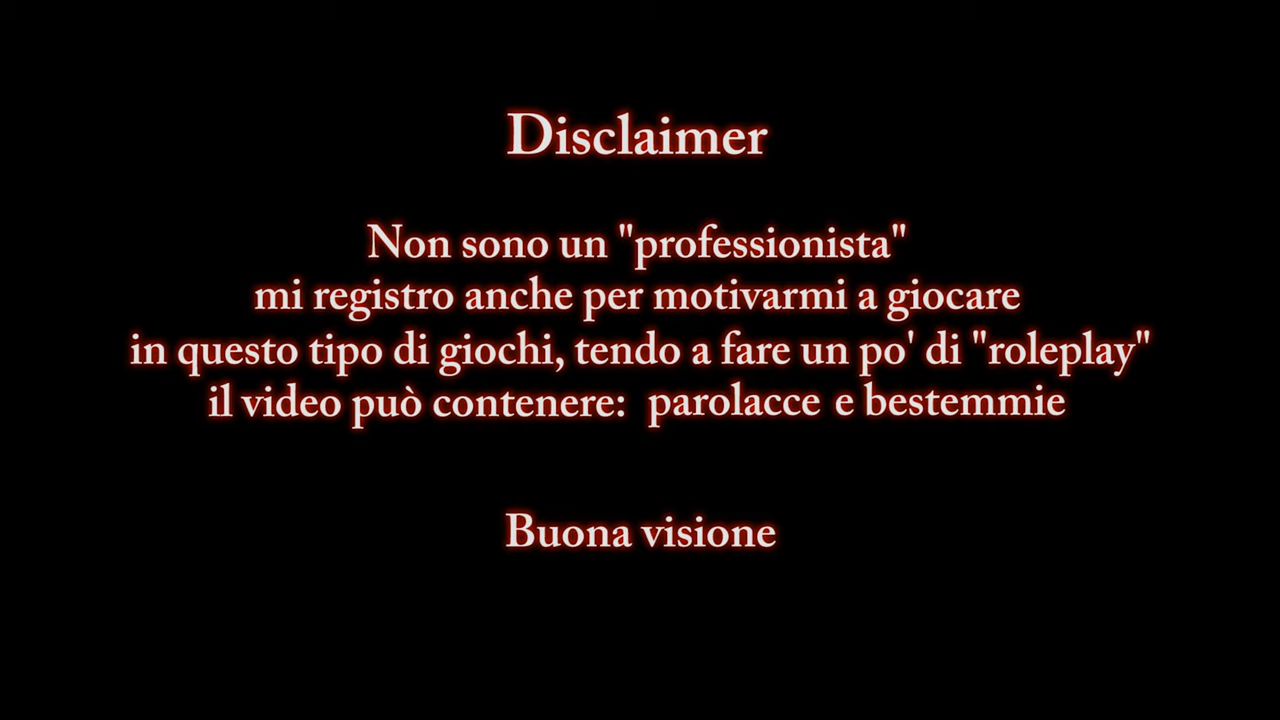 Disclaimer
Non sono un "professionista"
mi registro anche per motivarmi a giocare
in questo tipo di giochi, tendo a fare un po' di "roleplay"
il video può contenere: parolacce e bestemmie
Buona visione